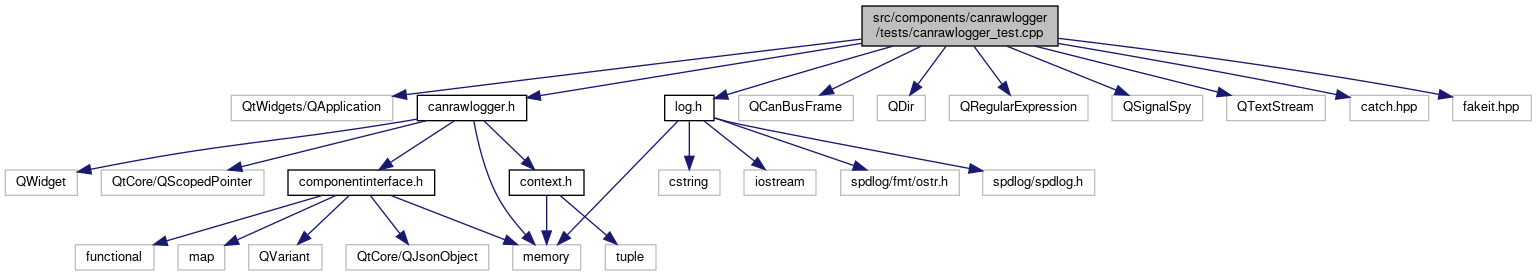 src/components/canrawlogger
/tests/canrawlogger_test.cpp
QtWidgets/QApplication
canrawlogger.h
log.h
QCanBusFrame
QDir
QRegularExpression
QSignalSpy
QTextStream
catch.hpp
fakeit.hpp
QWidget
QtCore/QScopedPointer
componentinterface.h
context.h
cstring
iostream
spdlog/fmt/ostr.h
spdlog/spdlog.h
functional
map
QVariant
QtCore/QJsonObject
memory
tuple